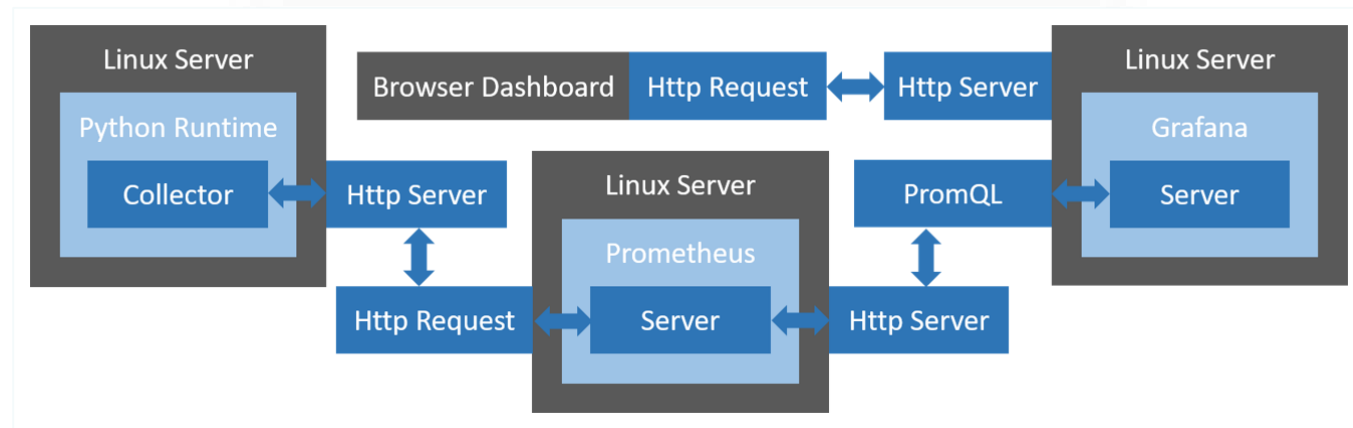 Linux Server
Python Runtime
Collector
Http Server
Browser Dashboard
Http Request
Http Server
Linux Server
Grafana
Server
PromQL
Linux Server
Prometheus
Server
Http Request
Http Server